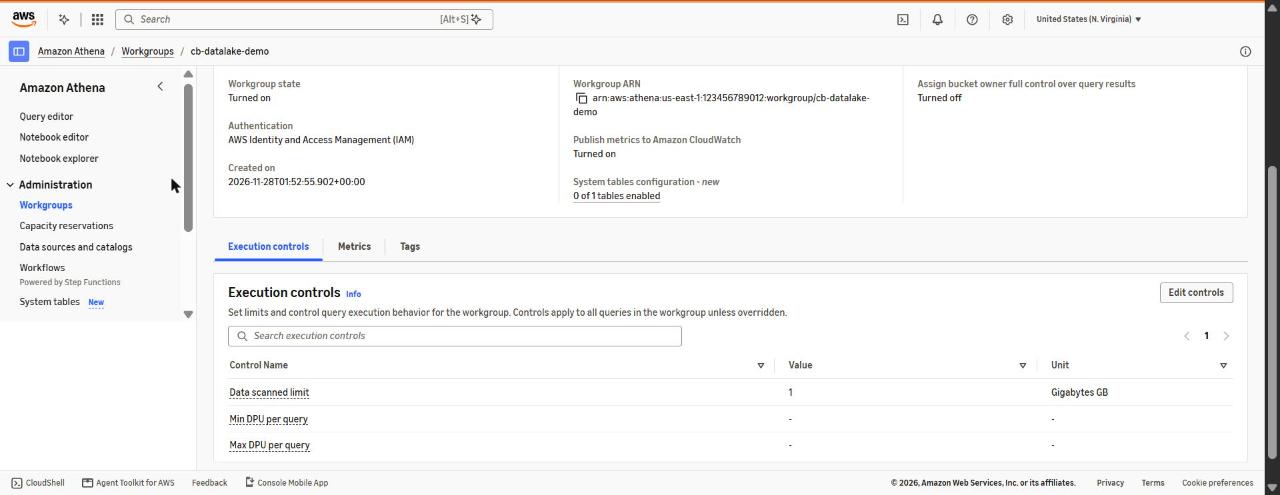 aws
Search [Alt+S]
United States (N. Virginia)
Amazon Athena / Workgroups / cb-datalake-demo
Amazon Athena
Query editor
Notebook editor
Notebook explorer
Administration
Workgroups
Capacity reservations
Data sources and catalogs
Workflows
Powered by Step Functions
System tables New
Workgroup state
Turned on
Authentication
AWS Identity and Access Management (IAM)
Created on
2026-11-28T01:52:55.902+00:00
Workgroup ARN
arn:aws:athena:us-east-1:123456789012:workgroup/cb-datalake-
demo
Publish metrics to Amazon CloudWatch
Turned on
System tables configuration - new
0 of 1 tables enabled
Assign bucket owner full control over query results
Turned off
Execution controls Metrics Tags
Execution controls Info
Edit controls
Set limits and control query execution behavior for the workgroup. Controls apply to all queries in the workgroup unless overridden.
Search execution controls
1
Control Name Value Unit
Data scanned limit 1 Gigabytes GB
Min DPU per query - -
Max DPU per query - -
CloudShell Agent Toolkit for AWS Feedback Console Mobile App
© 2026, Amazon Web Services, Inc. or its affiliates. Privacy Terms Cookie preferences